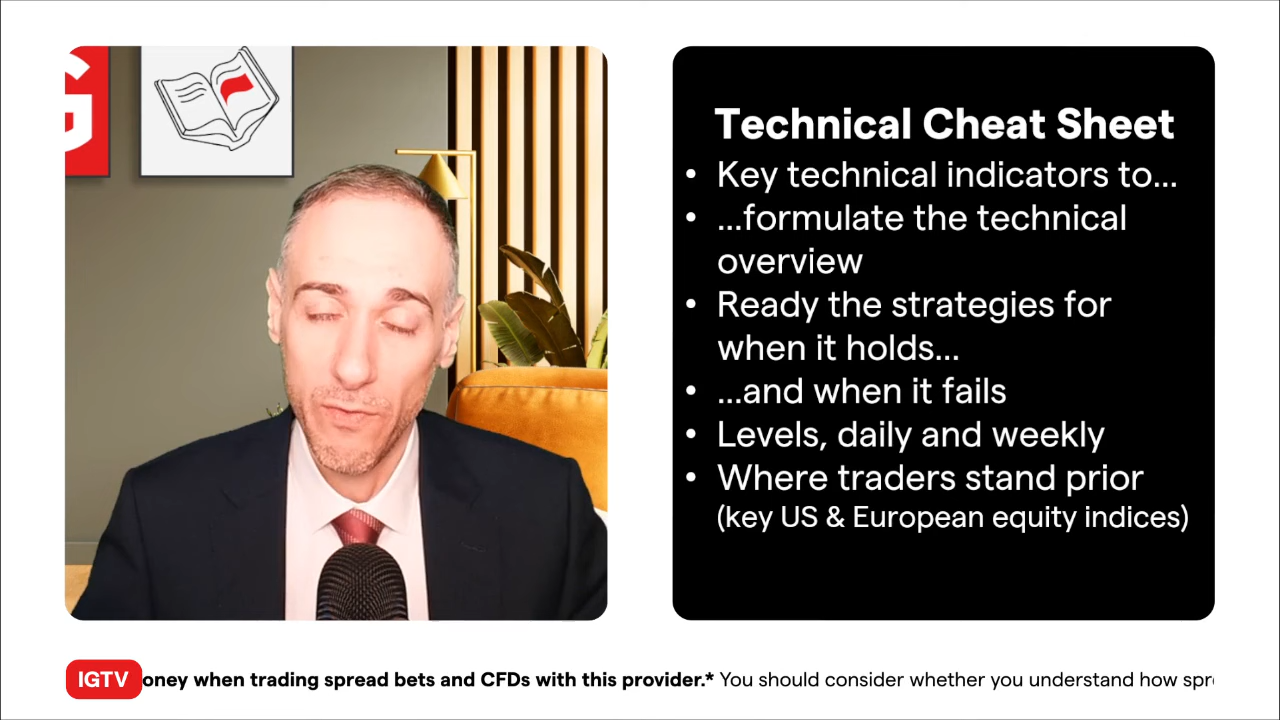 G
Technical Cheat Sheet
• Key technical indicators to...
• ...formulate the technical
overview
• Ready the strategies for
when it holds...
• ...and when it fails
• Levels, daily and weekly
• Where traders stand prior
(key US & European equity indices)
IGTV oney when trading spread bets and CFDs with this provider.* You should consider whether you understand how spr